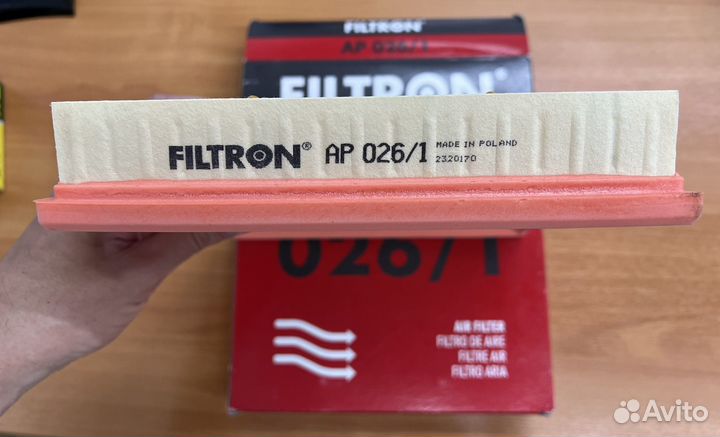 FILTRON
AP 026/1
FILTRON
FILTRON® AP 026/1 MADE IN POLAND
2320170
026/1
AIR FILTER
FILTRO DE AIRE
FILTRE AIR
FILTRO ARIA
Avito